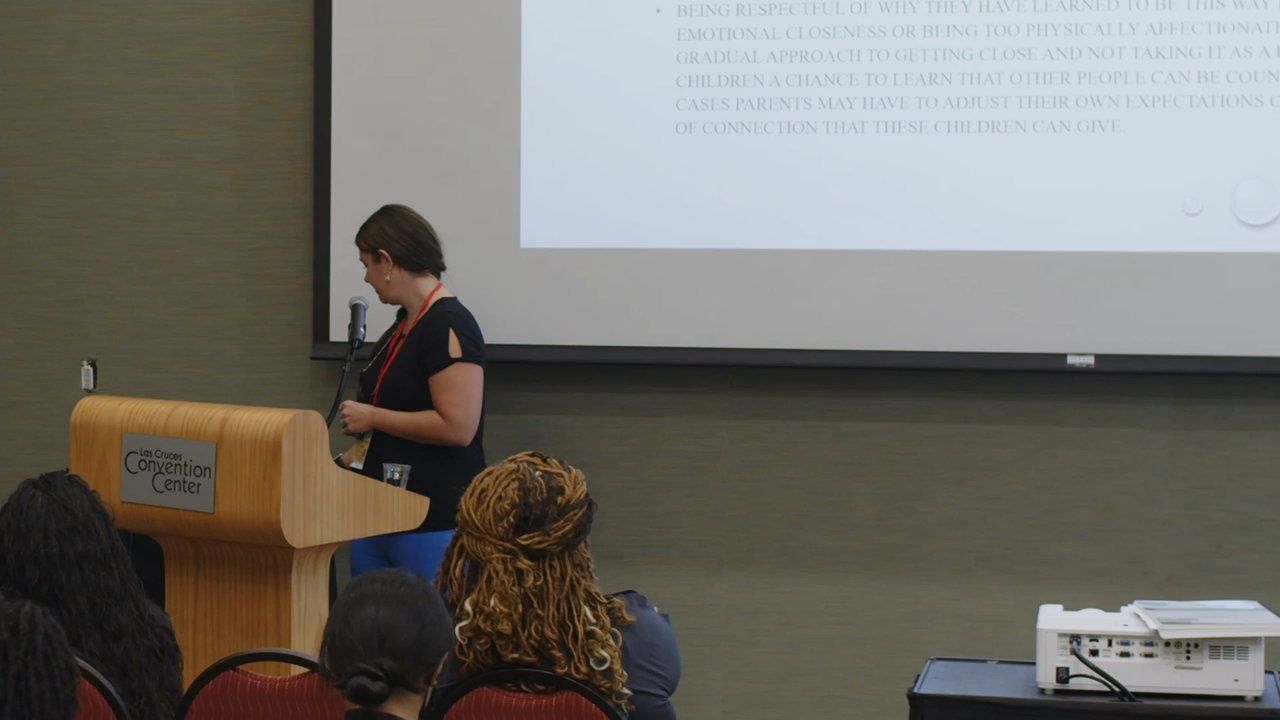 • BEING RESPECTFUL OF WHY THEY HAVE LEARNED TO BE THIS WAY
EMOTIONAL CLOSENESS OR BEING TOO PHYSICALLY AFFECTIONAT
GRADUAL APPROACH TO GETTING CLOSE AND NOT TAKING IT AS A
CHILDREN A CHANCE TO LEARN THAT OTHER PEOPLE CAN BE COUN
CASES PARENTS MAY HAVE TO ADJUST THEIR OWN EXPECTATIONS
OF CONNECTION THAT THESE CHILDREN CAN GIVE.
Las Cruces
Convention
Center